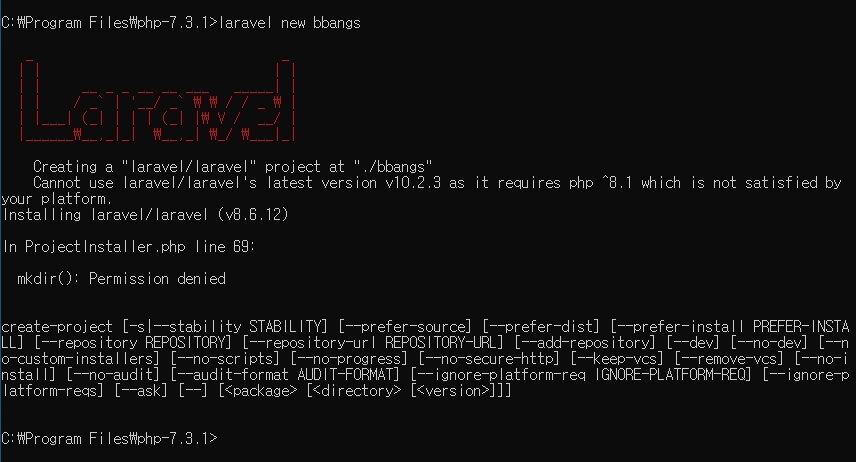 C:\Program Files\php-7.3.1>laravel new bbangs
Laravel
Creating a "laravel/laravel" project at "./bbangs"
Cannot use laravel/laravel's latest version v10.2.3 as it requires php ^8.1 which is not satisfied by
your platform.
Installing laravel/laravel (v8.6.12)
In ProjectInstaller.php line 69:
mkdir(): Permission denied
create-project [-s|--stability STABILITY] [--prefer-source] [--prefer-dist] [--prefer-install PREFER-INSTA
LL] [--repository REPOSITORY] [--repository-url REPOSITORY-URL] [--add-repository] [--dev] [--no-dev] [--n
o-custom-installers] [--no-scripts] [--no-progress] [--no-secure-http] [--keep-vcs] [--remove-vcs] [--no-i
nstall] [--no-audit] [--audit-format AUDIT-FORMAT] [--ignore-platform-req IGNORE-PLATFORM-REQ] [--ignore-p
latform-reqs] [--ask] [--] [<package> [<directory> [<version>]]]
C:₩Program Files₩php-7.3.1>